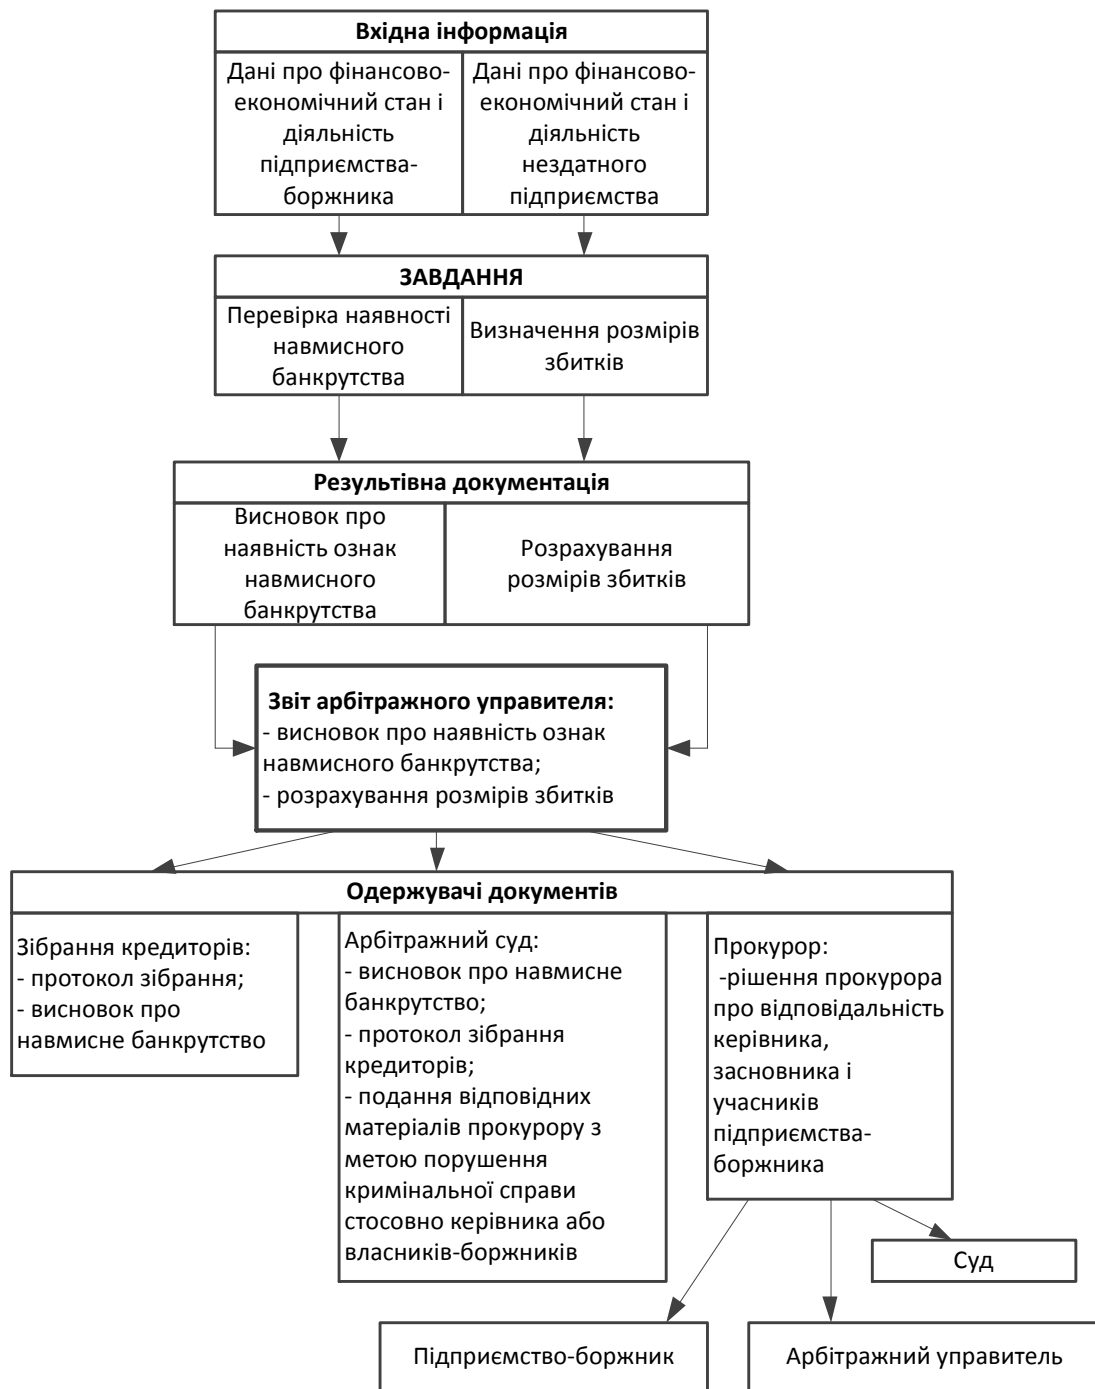 Вхідна інформація
Дані про фінансово-
економічний стан і
діяльність
підприємства-
боржника
Дані про фінансово-
економічний стан і
діяльність
нездатного
підприємства
ЗАВДАННЯ
Перевірка наявності
навмисного
банкрутства
Визначення розмірів
збитків
Результівна документація
Висновок про
наявність ознак
навмисного
банкрутства
Розрахування
розмірів збитків
Звіт арбітражного управителя:
- висновок про наявність ознак
навмисного банкрутства;
- розрахування розмірів збитків
Одержувачі документів
Зібрання кредиторів:
- протокол зібрання;
- висновок про
навмисне банкрутство
Арбітражний суд:
- висновок про навмисне
банкрутство;
- протокол зібрання
кредиторів;
- подання відповідних
матеріалів прокурору з
метою порушення
кримінальної справи
стосовно керівника або
власників-боржників
Прокурор:
-рішення прокурора
про відповідальність
керівника,
засновника і
учасників
підприємства-
боржника
Суд
Підприємство-боржник
Арбітражний управитель